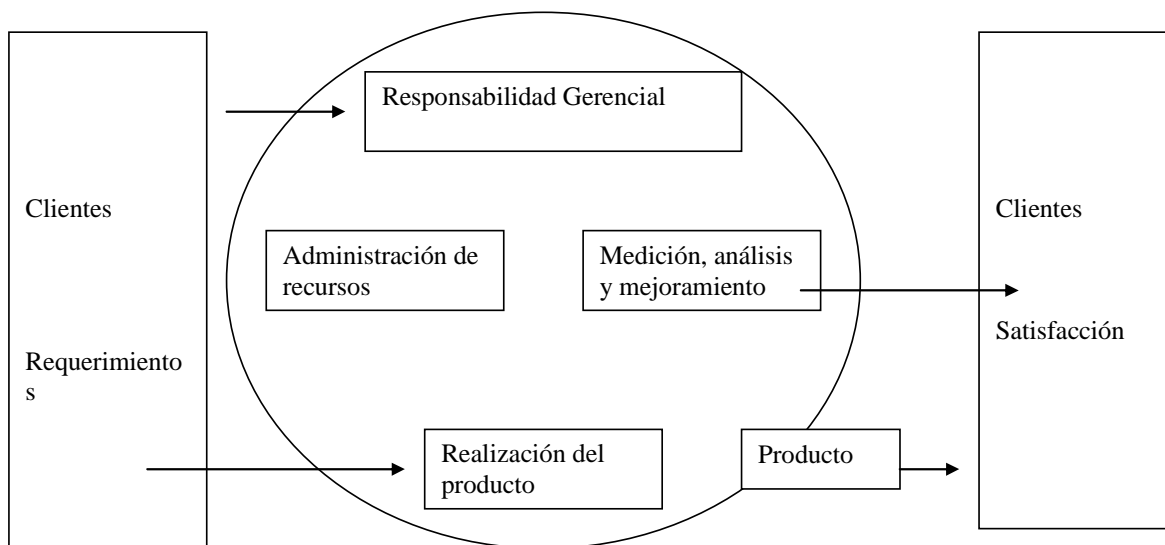 Responsabilidad Gerencial
Clientes
Requerimiento
s
Administración de
recursos
Medición, análisis
y mejoramiento
Clientes
Satisfacción
Realización del
producto
Producto